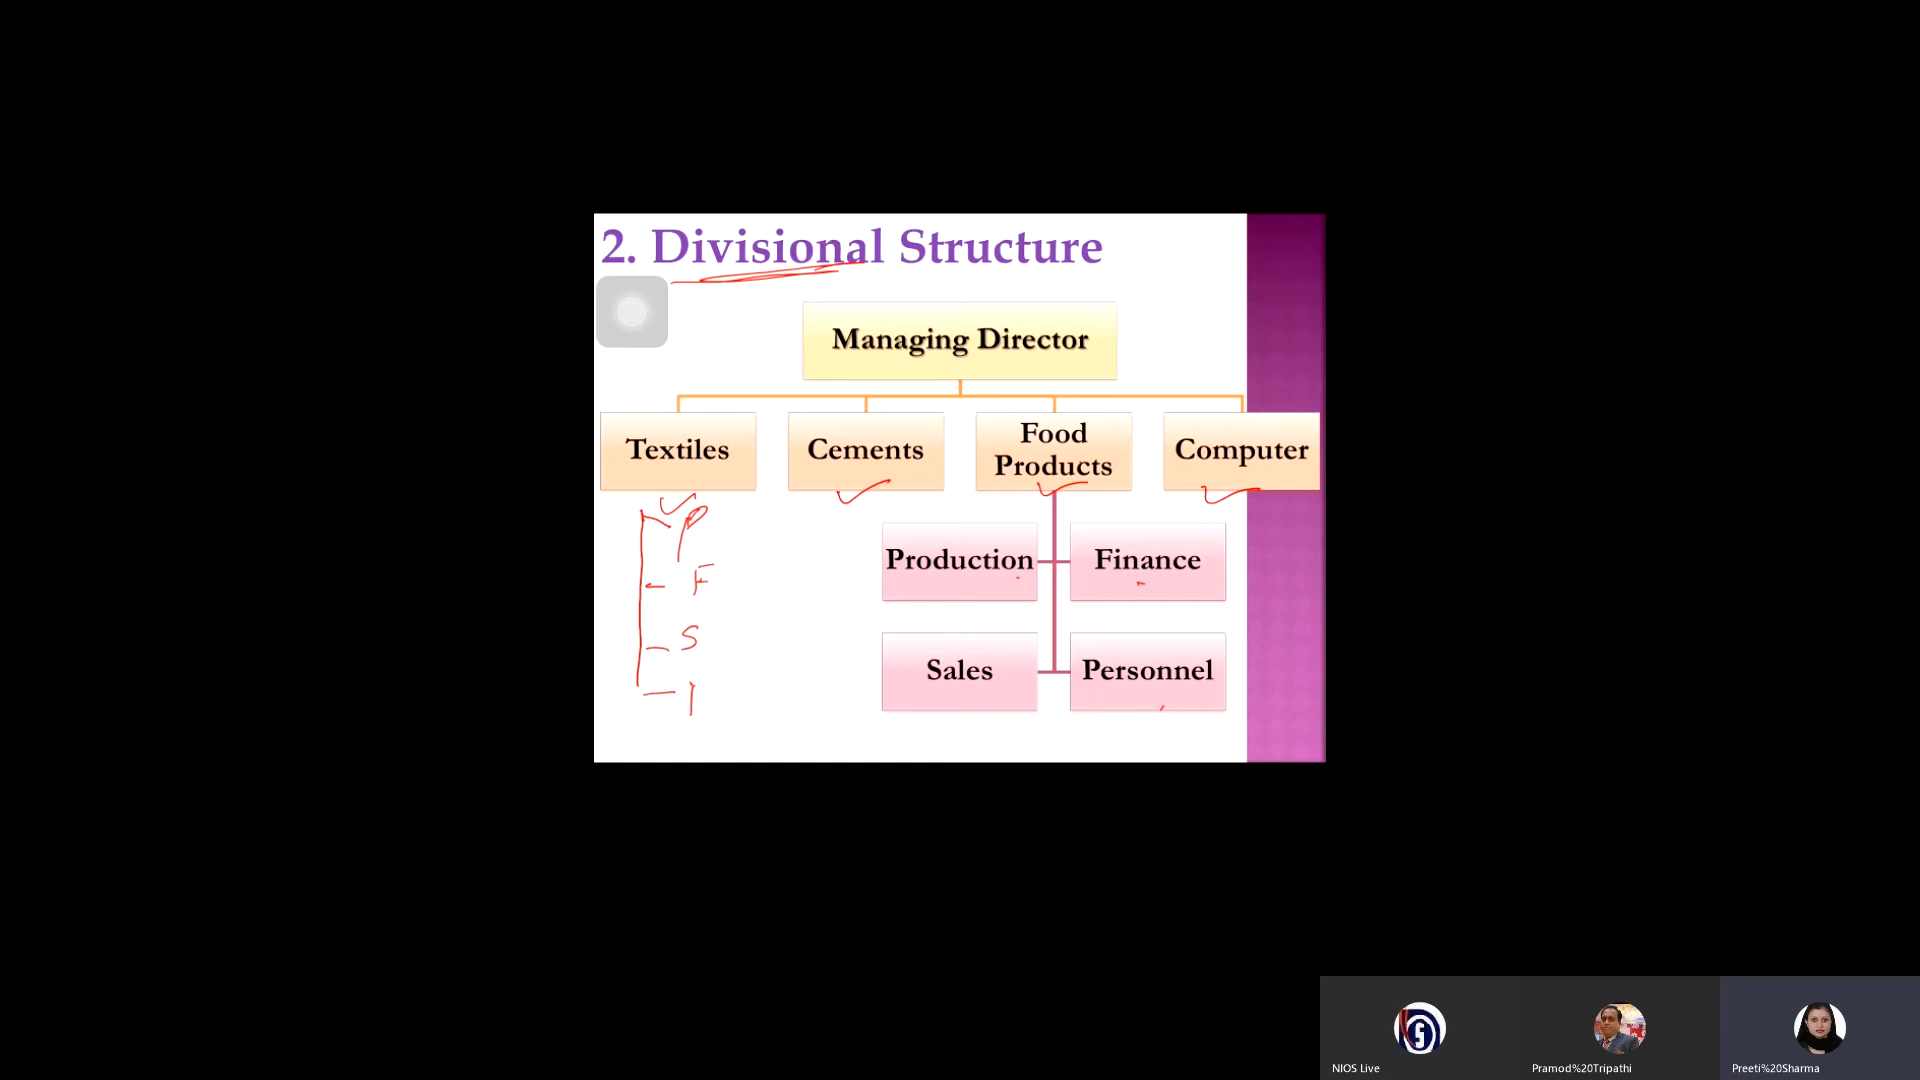 2. Divisional Structure
Managing Director
Textiles
Cements
Food
Products
Computer
P
F
S
Production
Finance
Sales
Personnel
NIOS Live
Pramod%20Tripathi
Preeti%20Sharma